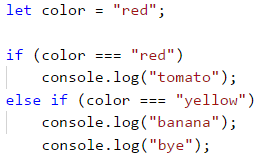 let color = "red";
if (color === "red")
    console.log("tomato");
else if (color === "yellow")
    console.log("banana");
    console.log("bye");